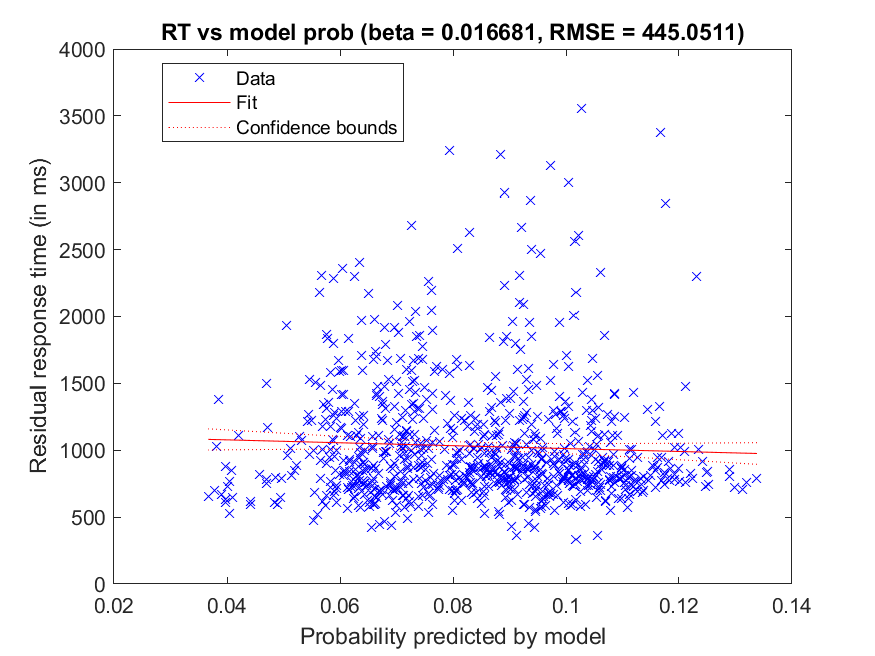 RT vs model prob (beta = 0.016681, RMSE = 445.0511)
Data
Fit
Confidence bounds
Residual response time (in ms)
4000
3500
3000
2500
2000
1500
1000
500
0
0.02 0.04 0.06 0.08 0.1 0.12 0.14
Probability predicted by model